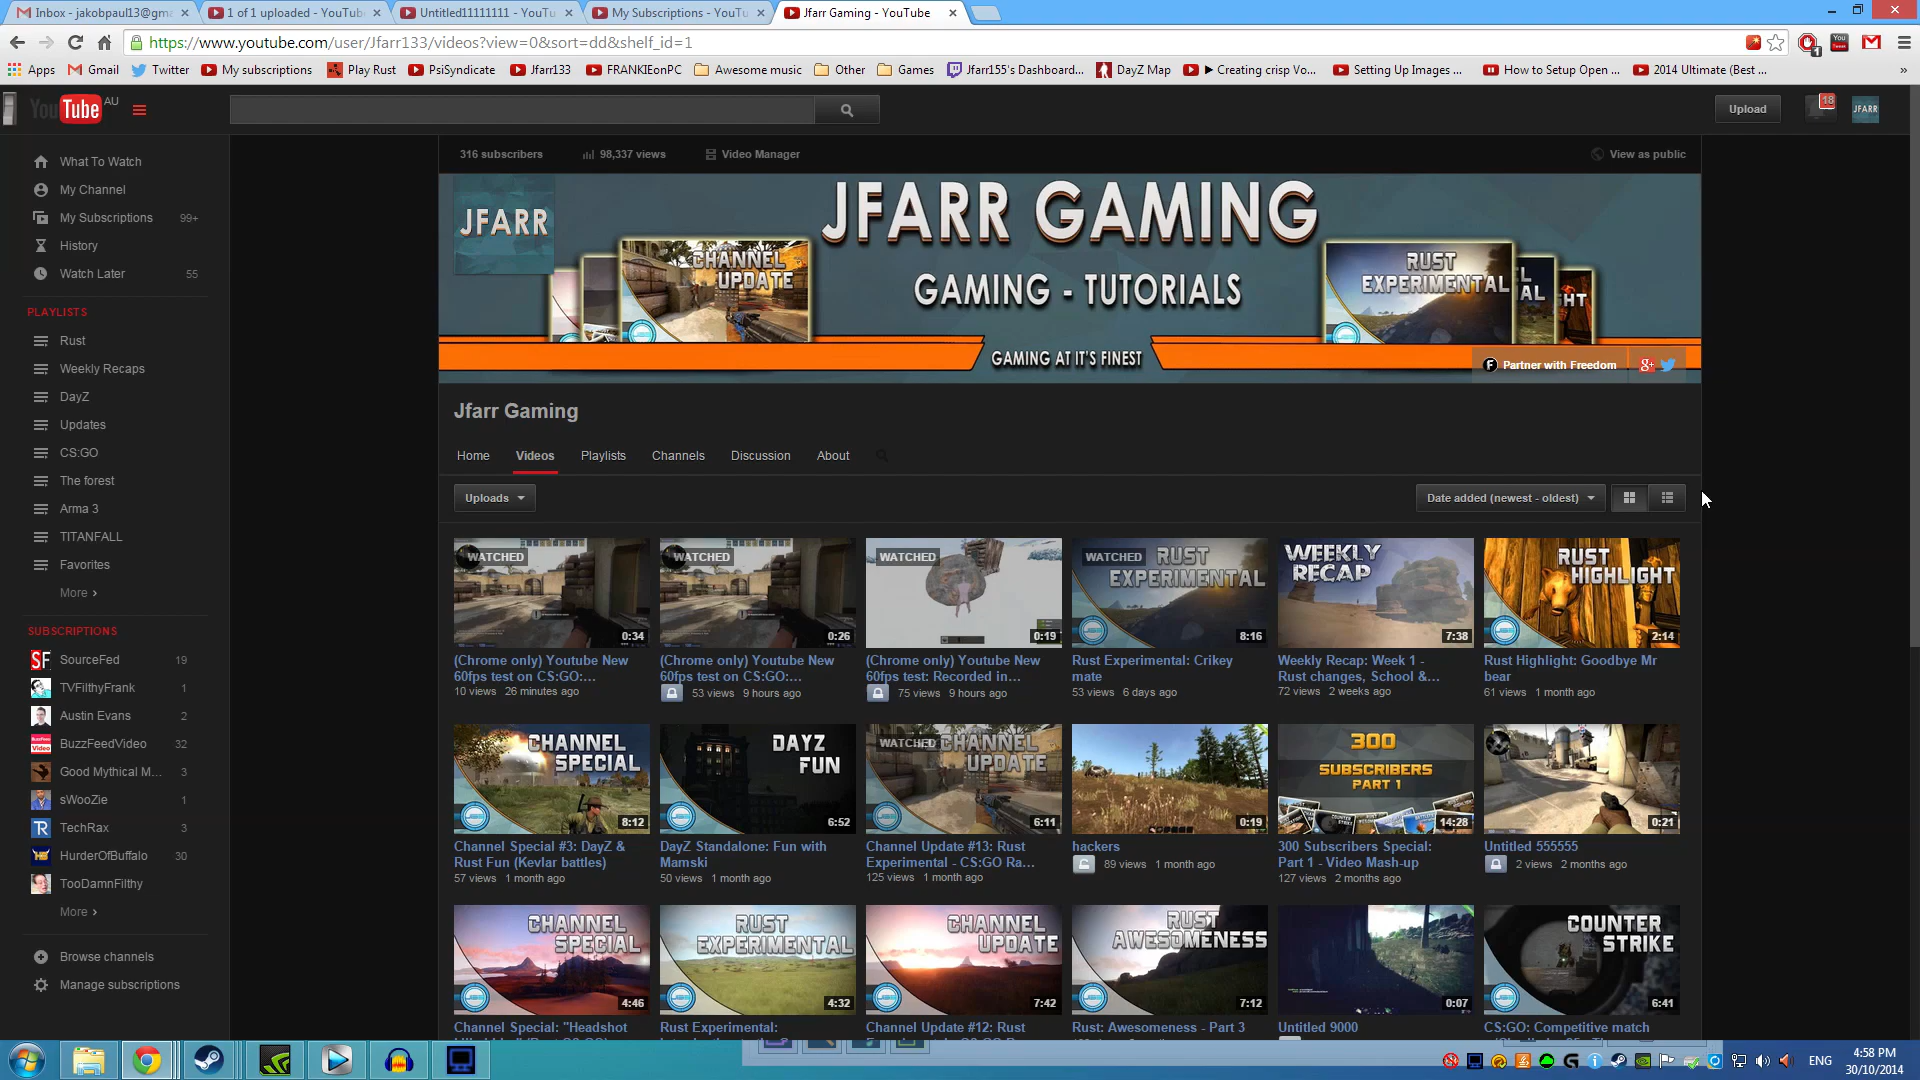 Inbox - jakobpaul13@gma
1 of 1 uploaded - YouTube
Untitled11111111 - YouTu
My Subscriptions - YouTu
Jfarr Gaming - YouTube
https://www.youtube.com/user/Jfarr133/videos?view=0&sort=dd&shelf_id=1
Apps Gmail Twitter My subscriptions Play Rust PsiSyndicate Jfarr133 FRANKIEonPC Awesome music Other Games Jfarr155's Dashboard... DayZ Map ▶ Creating crisp Vo... Setting Up Images ... How to Setup Open ... 2014 Ultimate (Best ... »
YouTube AU
Upload
18
JFARR
What To Watch
My Channel
My Subscriptions 99+
History
Watch Later 55
PLAYLISTS
Rust
Weekly Recaps
DayZ
Updates
CS:GO
The forest
Arma 3
TITANFALL
Favorites
More ›
SUBSCRIPTIONS
SourceFed 19
TVFilthyFrank 1
Austin Evans 2
BuzzFeedVideo 32
Good Mythical M... 3
sWooZie 1
TechRax 3
HurderOfBuffalo 30
TooDamnFilthy
More ›
Browse channels
Manage subscriptions
316 subscribers 98,337 views Video Manager View as public
JFARR
JFARR GAMING
GAMING - TUTORIALS
CHANNEL UPDATE
RUST EXPERIMENTAL
GAMING AT IT'S FINEST
Partner with Freedom
Jfarr Gaming
Home Videos Playlists Channels Discussion About
Uploads
Date added (newest - oldest)
WATCHED 0:34
WATCHED 0:26
WATCHED 0:19
WATCHED RUST EXPERIMENTAL 8:16
WEEKLY RECAP 7:38
RUST HIGHLIGHT 2:14
(Chrome only) Youtube New
60fps test on CS:GO:...
10 views 26 minutes ago
(Chrome only) Youtube New
60fps test on CS:GO:...
53 views 9 hours ago
(Chrome only) Youtube New
60fps test: Recorded in...
75 views 9 hours ago
Rust Experimental: Crikey
mate
53 views 6 days ago
Weekly Recap: Week 1 -
Rust changes, School &...
72 views 2 weeks ago
Rust Highlight: Goodbye Mr
bear
61 views 1 month ago
CHANNEL SPECIAL 8:12
DAYZ FUN 6:52
WATCHED CHANNEL UPDATE 6:11
0:19
300 SUBSCRIBERS PART 1 14:28
0:21
Channel Special #3: DayZ &
Rust Fun (Kevlar battles)
57 views 1 month ago
DayZ Standalone: Fun with
Mamski
50 views 1 month ago
Channel Update #13: Rust
Experimental - CS:GO Ra...
125 views 1 month ago
hackers
89 views 1 month ago
300 Subscribers Special:
Part 1 - Video Mash-up
127 views 2 months ago
Untitled 555555
2 views 2 months ago
CHANNEL SPECIAL 4:46
RUST EXPERIMENTAL 4:32
CHANNEL UPDATE 7:42
RUST AWESOMENESS 7:12
0:07
COUNTER STRIKE 6:41
Channel Special: "Headshot
Rust Experimental:
Channel Update #12: Rust
Rust: Awesomeness - Part 3
Untitled 9000
CS:GO: Competitive match
ENG
4:58 PM
30/10/2014